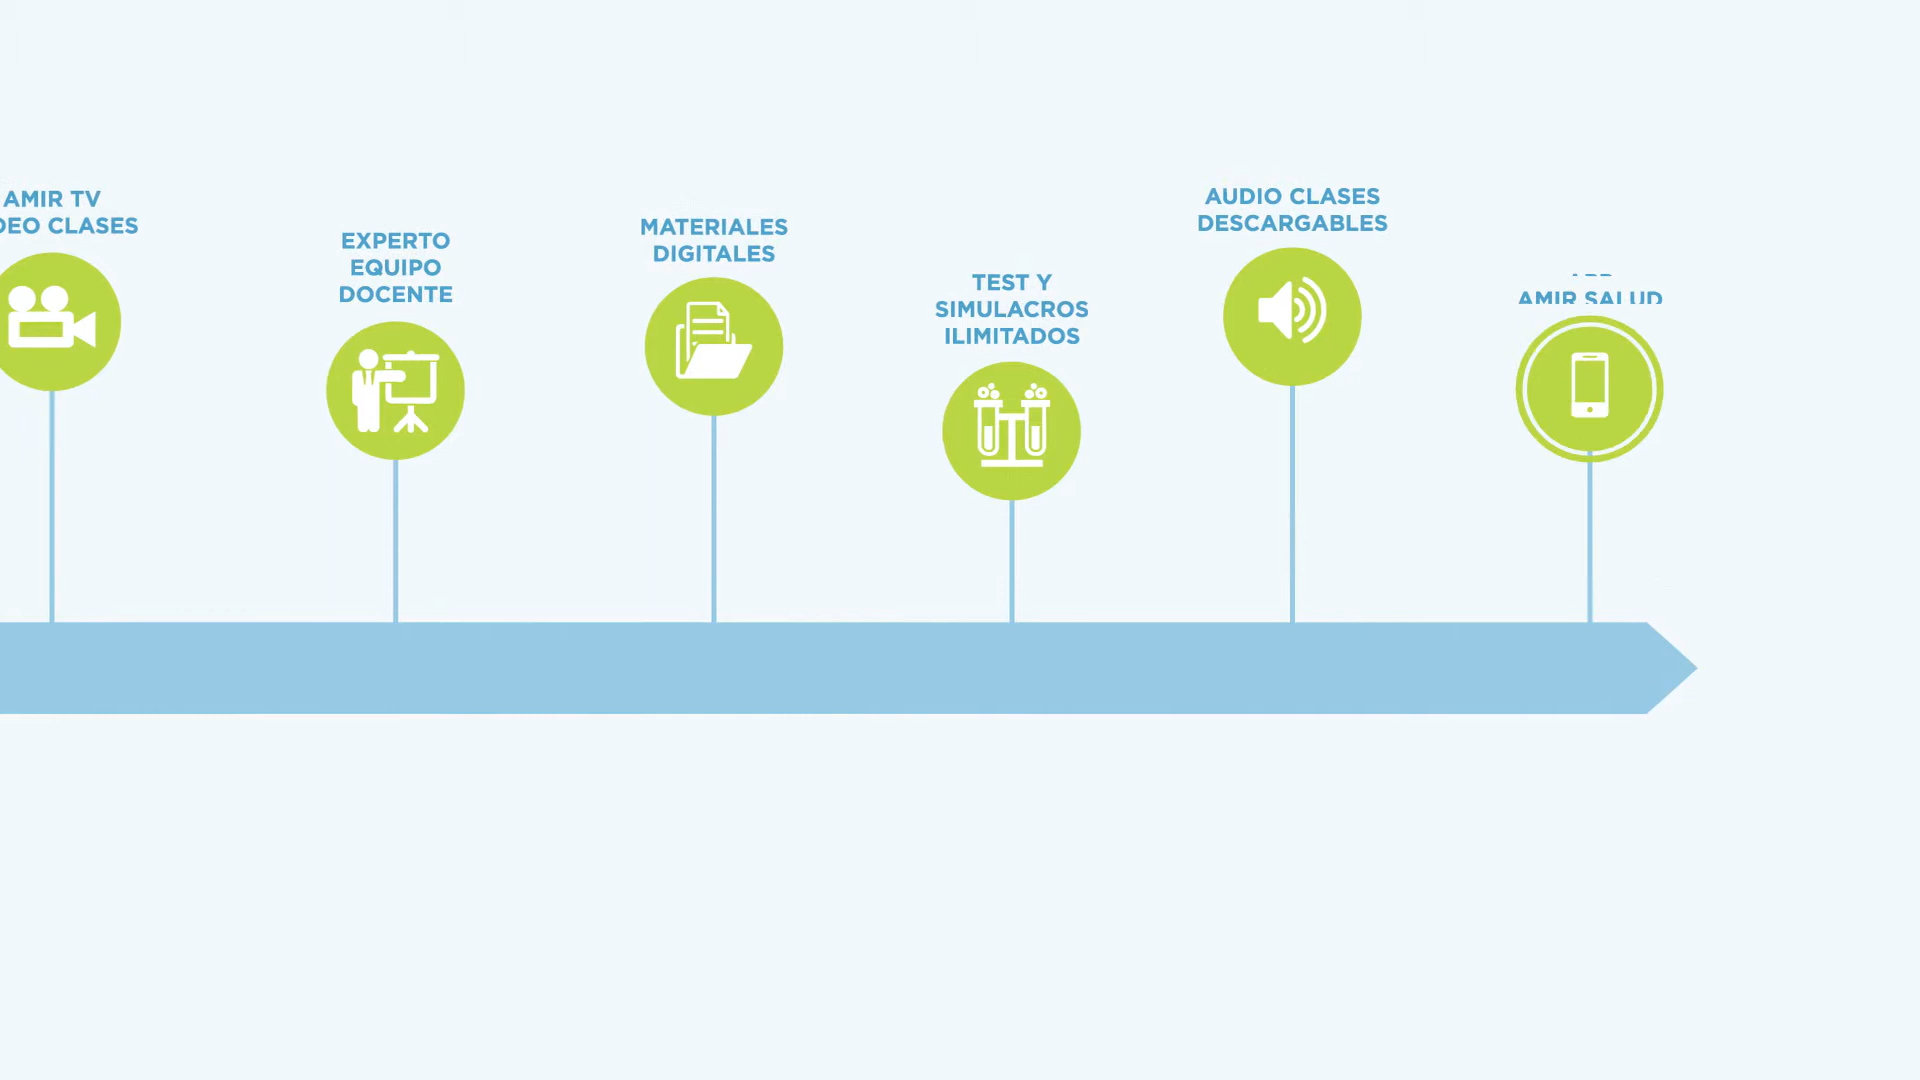 AMIR TV
DEO CLASES
EXPERTO
EQUIPO
DOCENTE
MATERIALES
DIGITALES
TEST Y
SIMULACROS
ILIMITADOS
AUDIO CLASES
DESCARGABLES
AMIR SALUD